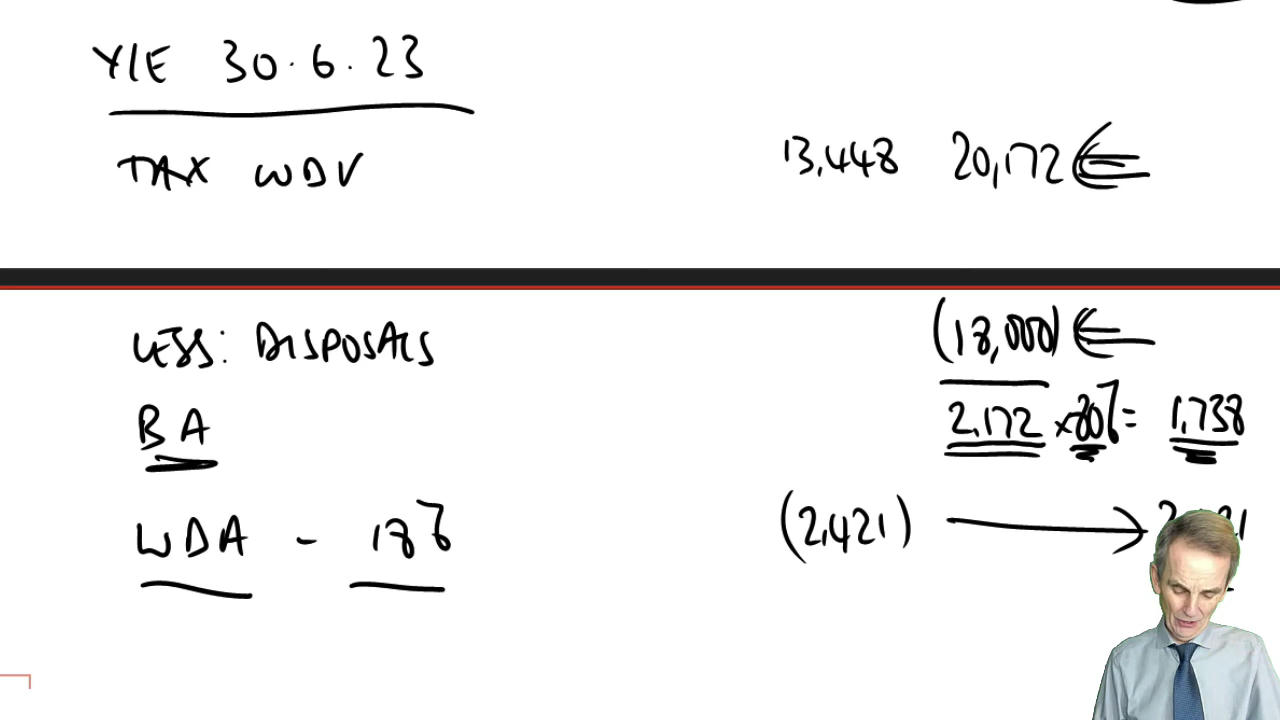 Y/E 30.6.23
TAX WDV 13,448 20,172
LESS: DISPOSALS (18,000)
BA 2,172 x 80% = 1,738
WDA - 18% (2,421)